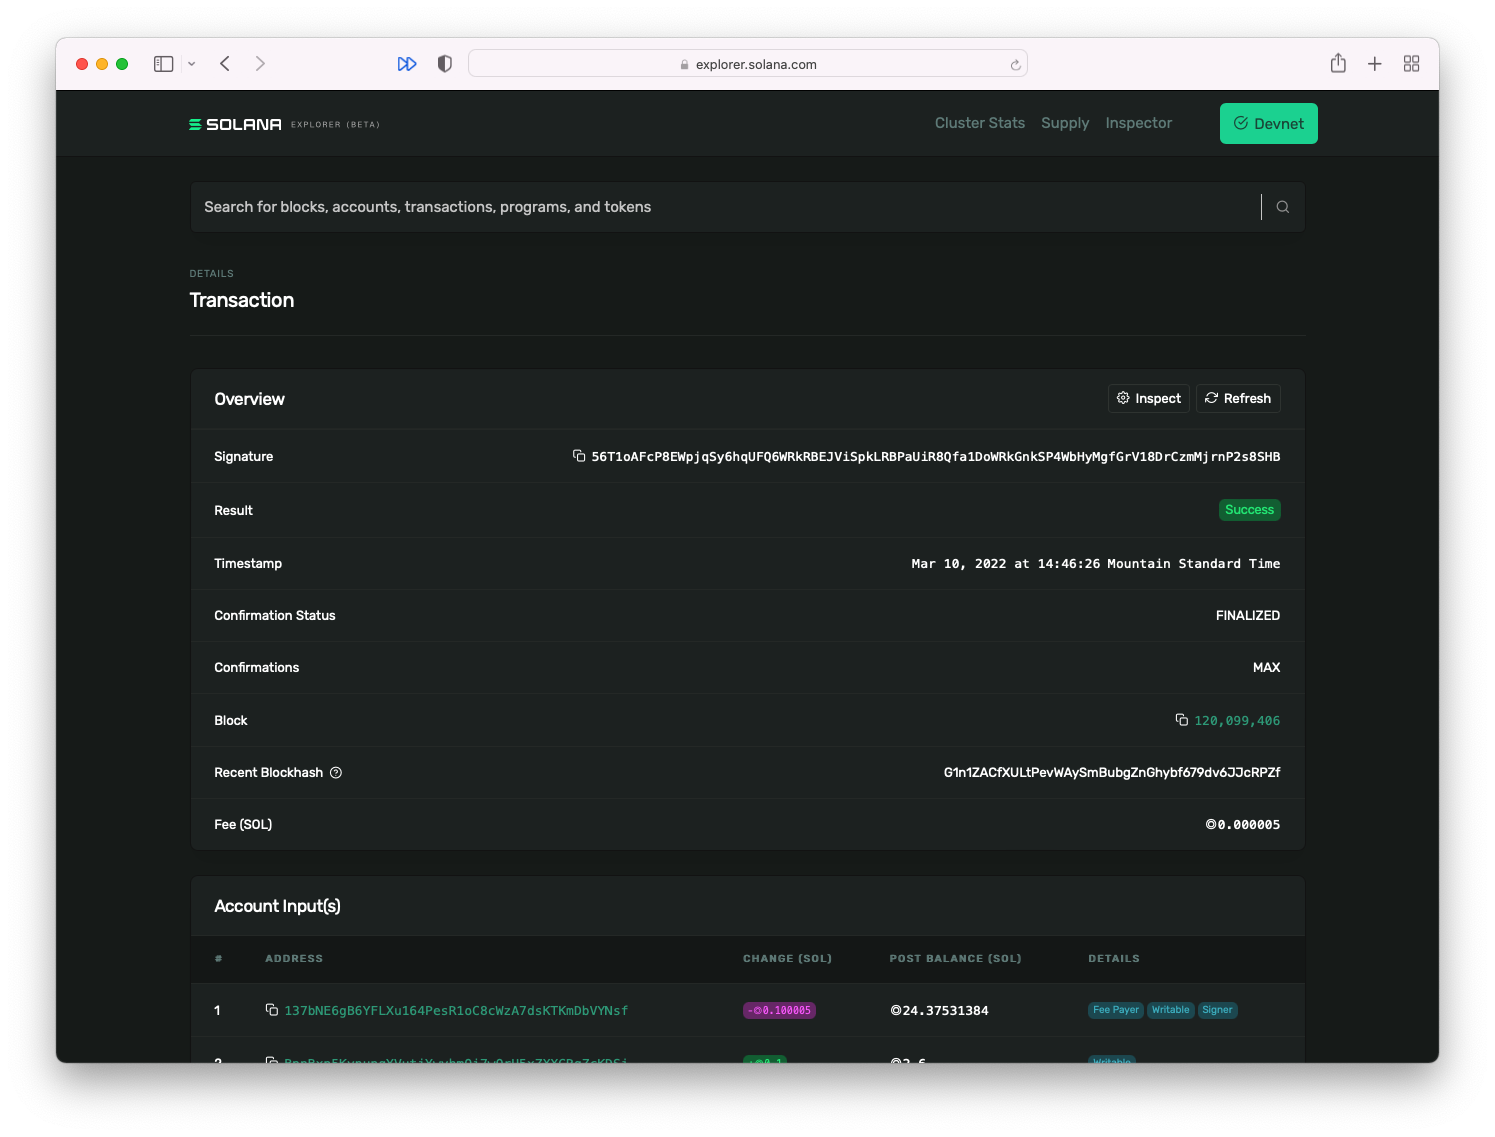 explorer.solana.com
SOLANA EXPLORER (BETA)
Cluster Stats Supply Inspector Devnet
Search for blocks, accounts, transactions, programs, and tokens
DETAILS
Transaction
Overview Inspect Refresh
Signature 56T1oAFcP8EWpjqSy6hqUFQ6WRkRBEJViSpkLRBPaUiR8Qfa1DoWRkGnkSP4WbHyMgfGrV18DrCzmMjrnP2s8SHB
Result Success
Timestamp Mar 10, 2022 at 14:46:26 Mountain Standard Time
Confirmation Status FINALIZED
Confirmations MAX
Block 120,099,406
Recent Blockhash G1n1ZACfXULtPevWAySmBubgZnGhybf679dv6JJcRPZf
Fee (SOL) ◎0.000005
Account Input(s)
# ADDRESS CHANGE (SOL) POST BALANCE (SOL) DETAILS
1 137bNE6gB6YFLXu164PesR1oC8cWzA7dsKTKmDbVYNsf -◎0.100005 ◎24.37531384 Fee Payer Writable Signer
2 +◎0.1 ◎2.6 Writable